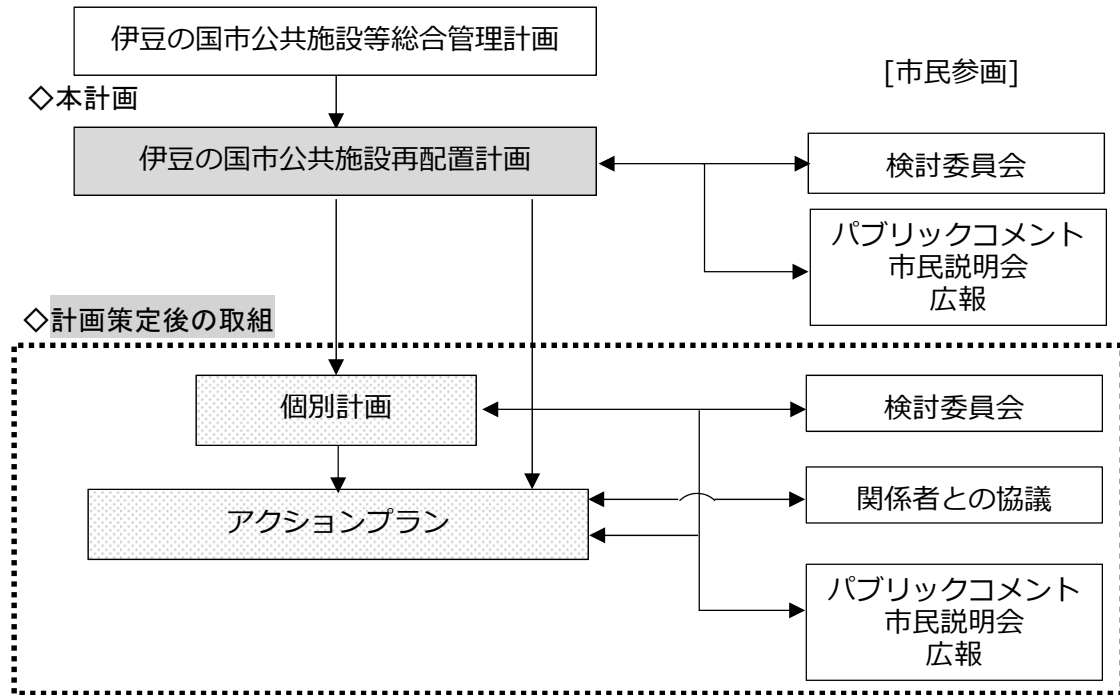 伊豆の国市公共施設等総合管理計画
[市民参画]
◇本計画
伊豆の国市公共施設再配置計画
検討委員会
パブリックコメント
市民説明会
広報
◇計画策定後の取組
個別計画
検討委員会
アクションプラン
関係者との協議
パブリックコメント
市民説明会
広報